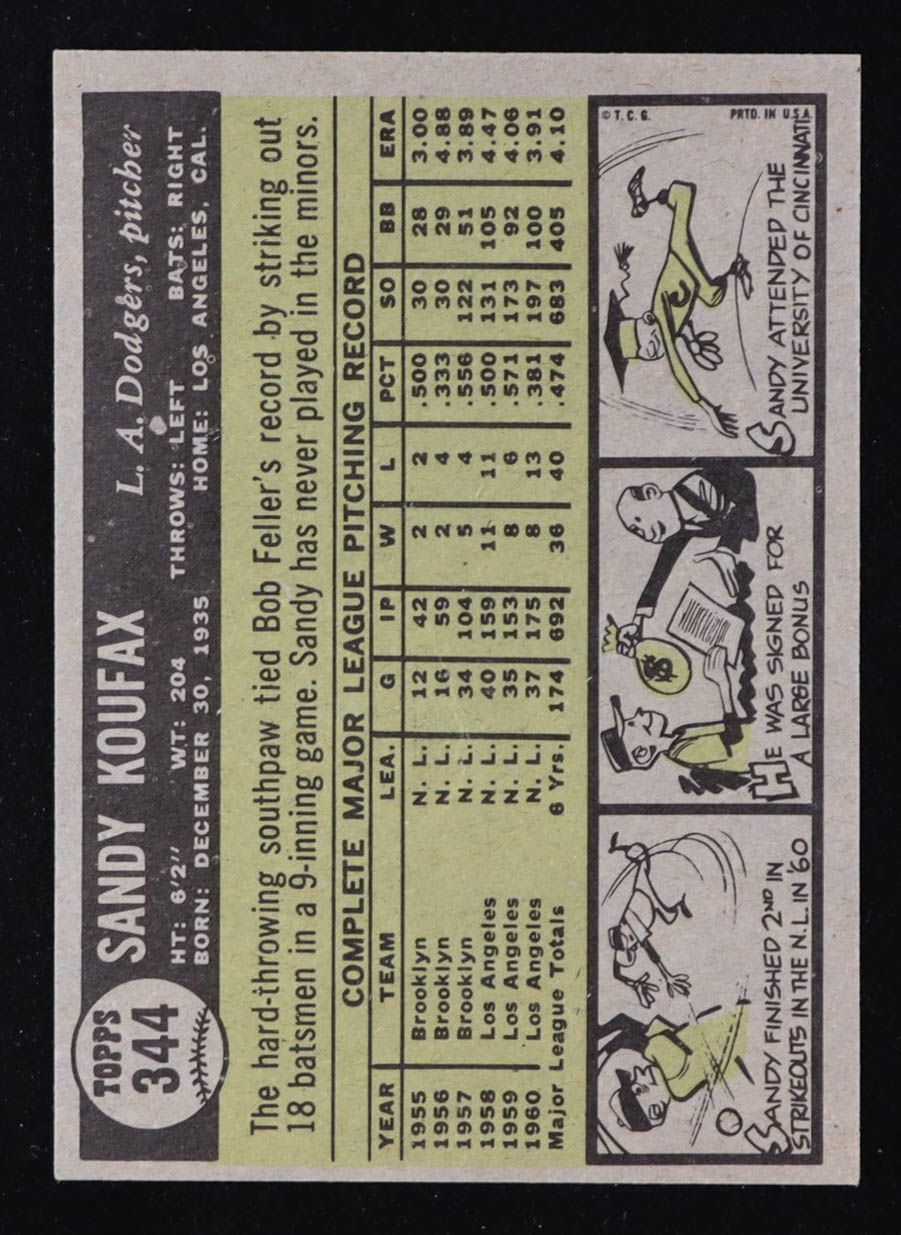 TOPPS
344
SANDY KOUFAX
L. A. Dodgers, pitcher
HT: 6'2" WT: 204 THROWS: LEFT BATS: RIGHT
BORN: DECEMBER 30, 1935 HOME: LOS ANGELES, CAL.
The hard-throwing southpaw tied Bob Feller's record by striking out
18 batsmen in a 9-inning game. Sandy has never played in the minors.
COMPLETE MAJOR LEAGUE PITCHING RECORD
YEAR TEAM LEA. G IP W L PCT SO BB ERA
1955 Brooklyn N. L. 12 42 2 2 .500 30 28 3.00
1956 Brooklyn N. L. 16 59 2 4 .333 30 29 4.88
1957 Brooklyn N. L. 34 104 5 4 .556 122 51 3.89
1958 Los Angeles N. L. 40 159 11 11 .500 131 105 4.47
1959 Los Angeles N. L. 35 153 8 6 .571 173 92 4.06
1960 Los Angeles N. L. 37 175 8 13 .381 197 100 3.91
Major League Totals 6 Yrs. 174 692 36 40 .474 683 405 4.10
SANDY FINISHED 2ND IN
STRIKEOUTS IN THE N.L. IN '60
$
HE WAS SIGNED FOR
A LARGE BONUS
© T. C. G. PRTD. IN U.S.A.
C
SANDY ATTENDED THE
UNIVERSITY OF CINCINNATI